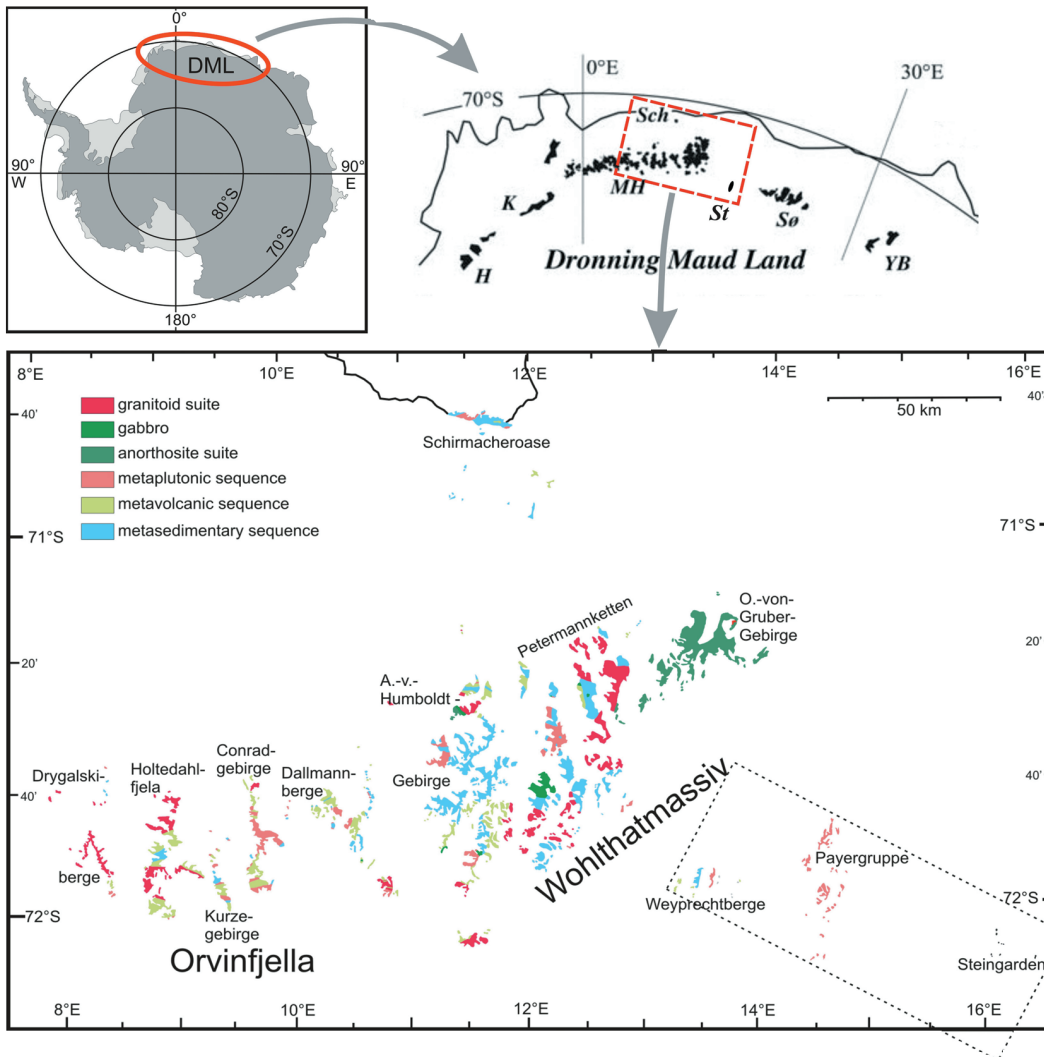 0°
DML
90°
W
90°
E
80°S
70°S
180°
0°E
30°E
70°S
Sch
MH
K
St
Sø
H
YB
Dronning Maud Land
8°E
10°E
12°E
14°E
16°E
40'
40'
granitoid suite
gabbro
anorthosite suite
metaplutonic sequence
metavolcanic sequence
metasedimentary sequence
50 km
Schirmacheroase
71°S
71°S
O.-von-
Gruber-
Gebirge
Petermannketten
20'
20'
A.-v.-
Humboldt -
Gebirge
Conrad-
gebirge
Drygalski-
berge
Holtedahl-
fjela
Dallmann-
berge
40'
40'
Wohlthatmassiv
Payergruppe
Weyprechtberge
72°S
72°S
Kurze-
gebirge
Orvinfjella
Steingarden
8°E
10°E
12°E
14°E
16°E